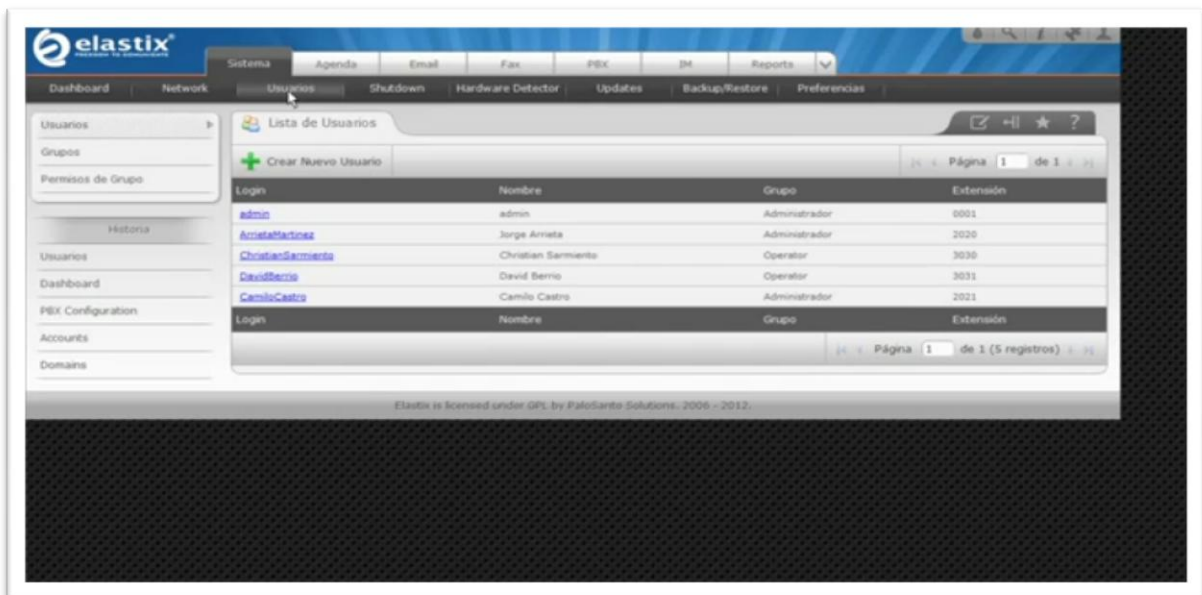 elastix
Sistema Agenda Email Fax PBX IM Reports
Dashboard Network Usuarios Shutdown Hardware Detector Updates Backup/Restore Preferencias
Usuarios
Grupos
Permisos de Grupo
Historia
Usuarios
Dashboard
PBX Configuration
Accounts
Domains
Lista de Usuarios
Crear Nuevo Usuario Página 1 de 1
Login Nombre Grupo Extensión
admin admin Administrador 0001
ArrietaMartinez Jorge Arrieta Administrador 2020
ChristianSarmiento Christian Sarmiento Operator 3030
DavidBerrio David Berrio Operator 3031
CamiloCastro Camilo Castro Administrador 2021
Login Nombre Grupo Extensión
Página 1 de 1 (5 registros)
Elastix is licensed under GPL by PaloSanto Solutions. 2006 - 2012.